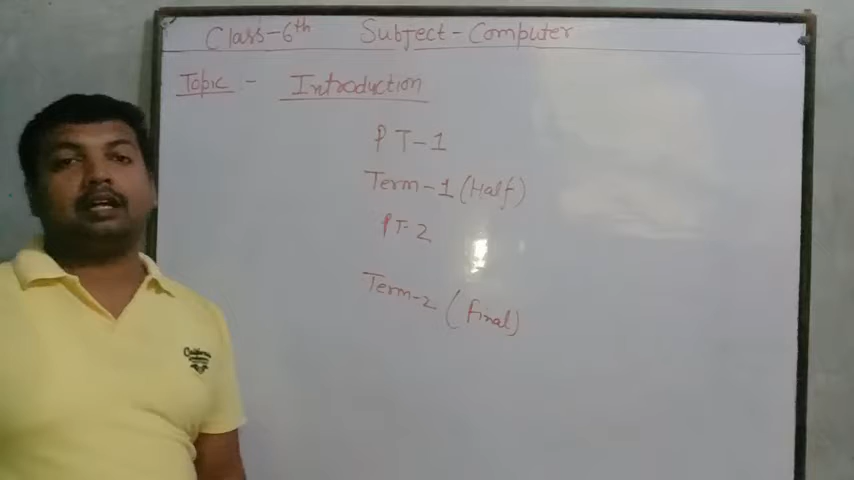 Class-6th Subject-Computer
Topic - Introduction
PT-1
Term-1 (Half)
PT-2
Term-2 (Final)